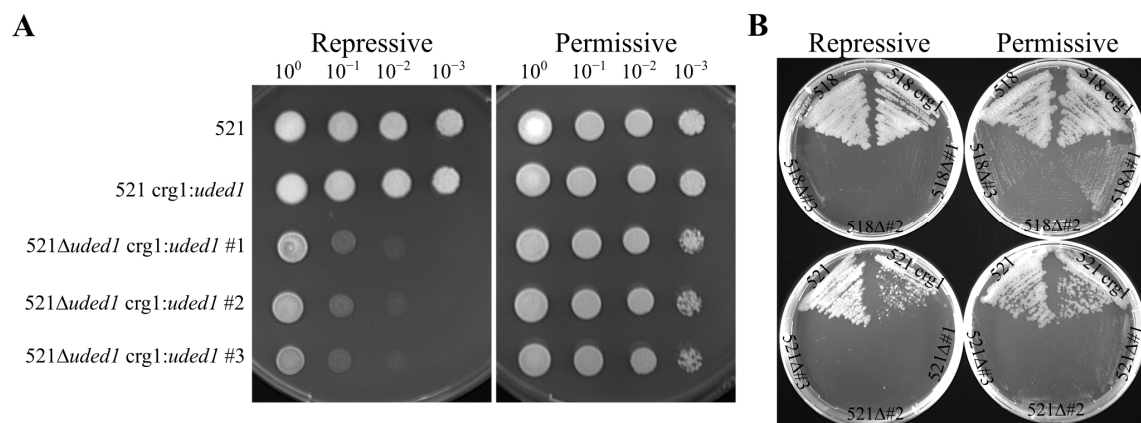 A
Repressive
Permissive
10⁰ 10⁻¹ 10⁻² 10⁻³
10⁰ 10⁻¹ 10⁻² 10⁻³
521
521 crg1:uded1
521Δuded1 crg1:uded1 #1
521Δuded1 crg1:uded1 #2
521Δuded1 crg1:uded1 #3
B
Repressive
Permissive
518
518 crg1
518Δ#1
518Δ#2
518Δ#3
518
518 crg1
518Δ#1
518Δ#2
518Δ#3
521
521 crg1
521Δ#1
521Δ#2
521Δ#3
521
521 crg1
521Δ#1
521Δ#2
521Δ#3